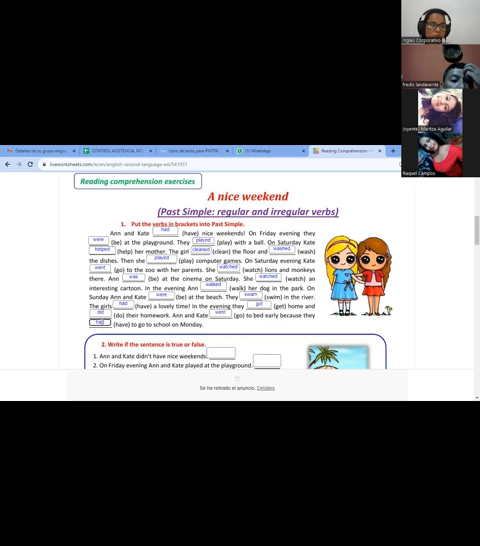 Ingles Corporativo 8
fredis landaverde
Maritza Aguilar
Raquel Campos
Detalles de su grupo asigna
CONTROL ASISTENCIA, NOT
Libro de texto para
(3) WhatsApp
Reading Comprehension - P
liveworksheets.com/w/en/english-second-language-esl/541931
Reading comprehension exercises
A nice weekend
(Past Simple: regular and irregular verbs)
1. Put the verbs in brackets into Past Simple.
Ann and Kate had (have) nice weekends! On Friday evening they
were (be) at the playground. They played (play) with a ball. On Saturday Kate
helped (help) her mother. The girl cleaned (clean) the floor and washed (wash)
the dishes. Then she played (play) computer games. On Saturday evening Kate
went (go) to the zoo with her parents. She watched (watch) lions and monkeys
there. Ann was (be) at the cinema on Saturday. She watched (watch) an
interesting cartoon. In the evening Ann walked (walk) her dog in the park. On
Sunday Ann and Kate were (be) at the beach. They swam (swim) in the river.
The girls had (have) a lovely time! In the evening they got (get) home and
did (do) their homework. Ann and Kate went (go) to bed early because they
had (have) to go to school on Monday.
2. Write if the sentence is true or false.
1. Ann and Kate didn't have nice weekends.
2. On Friday evening Ann and Kate played at the playground.
Se ha retirado el anuncio. Detalles